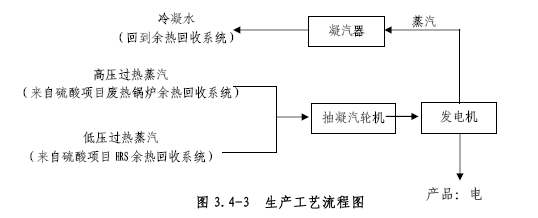 冷凝水
（回到余热回收系统）
凝汽器
蒸汽
高压过热蒸汽
（来自硫酸项目废热锅炉余热回收系统）
抽凝汽轮机
发电机
低压过热蒸汽
（来自硫酸项目 HRS 余热回收系统）
产品：电
图 3.4-3 生产工艺流程图